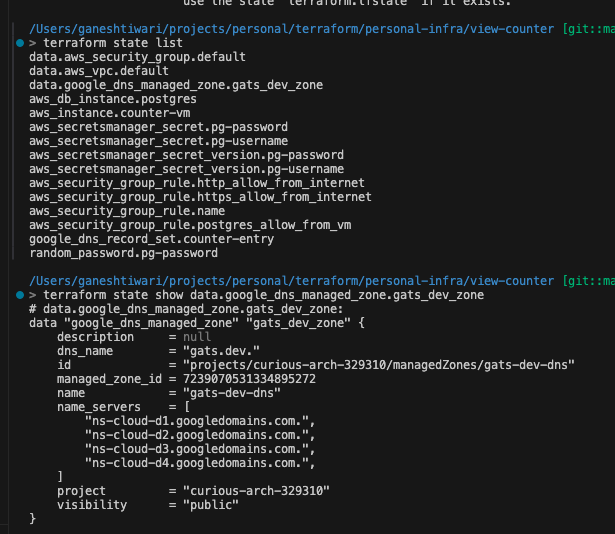 use the state "terraform.tfstate" if it exists.
/Users/ganeshtiwari/projects/personal/terraform/personal-infra/view-counter [git::ma
> terraform state list
data.aws_security_group.default
data.aws_vpc.default
data.google_dns_managed_zone.gats_dev_zone
aws_db_instance.postgres
aws_instance.counter-vm
aws_secretsmanager_secret.pg-password
aws_secretsmanager_secret.pg-username
aws_secretsmanager_secret_version.pg-password
aws_secretsmanager_secret_version.pg-username
aws_security_group_rule.http_allow_from_internet
aws_security_group_rule.https_allow_from_internet
aws_security_group_rule.name
aws_security_group_rule.postgres_allow_from_vm
google_dns_record_set.counter-entry
random_password.pg-password
/Users/ganeshtiwari/projects/personal/terraform/personal-infra/view-counter [git::ma
> terraform state show data.google_dns_managed_zone.gats_dev_zone
# data.google_dns_managed_zone.gats_dev_zone:
data "google_dns_managed_zone" "gats_dev_zone" {
    description     = null
    dns_name        = "gats.dev."
    id              = "projects/curious-arch-329310/managedZones/gats-dev-dns"
    managed_zone_id = 7239070531334895272
    name            = "gats-dev-dns"
    name_servers    = [
        "ns-cloud-d1.googledomains.com.",
        "ns-cloud-d2.googledomains.com.",
        "ns-cloud-d3.googledomains.com.",
        "ns-cloud-d4.googledomains.com.",
    ]
    project         = "curious-arch-329310"
    visibility      = "public"
}